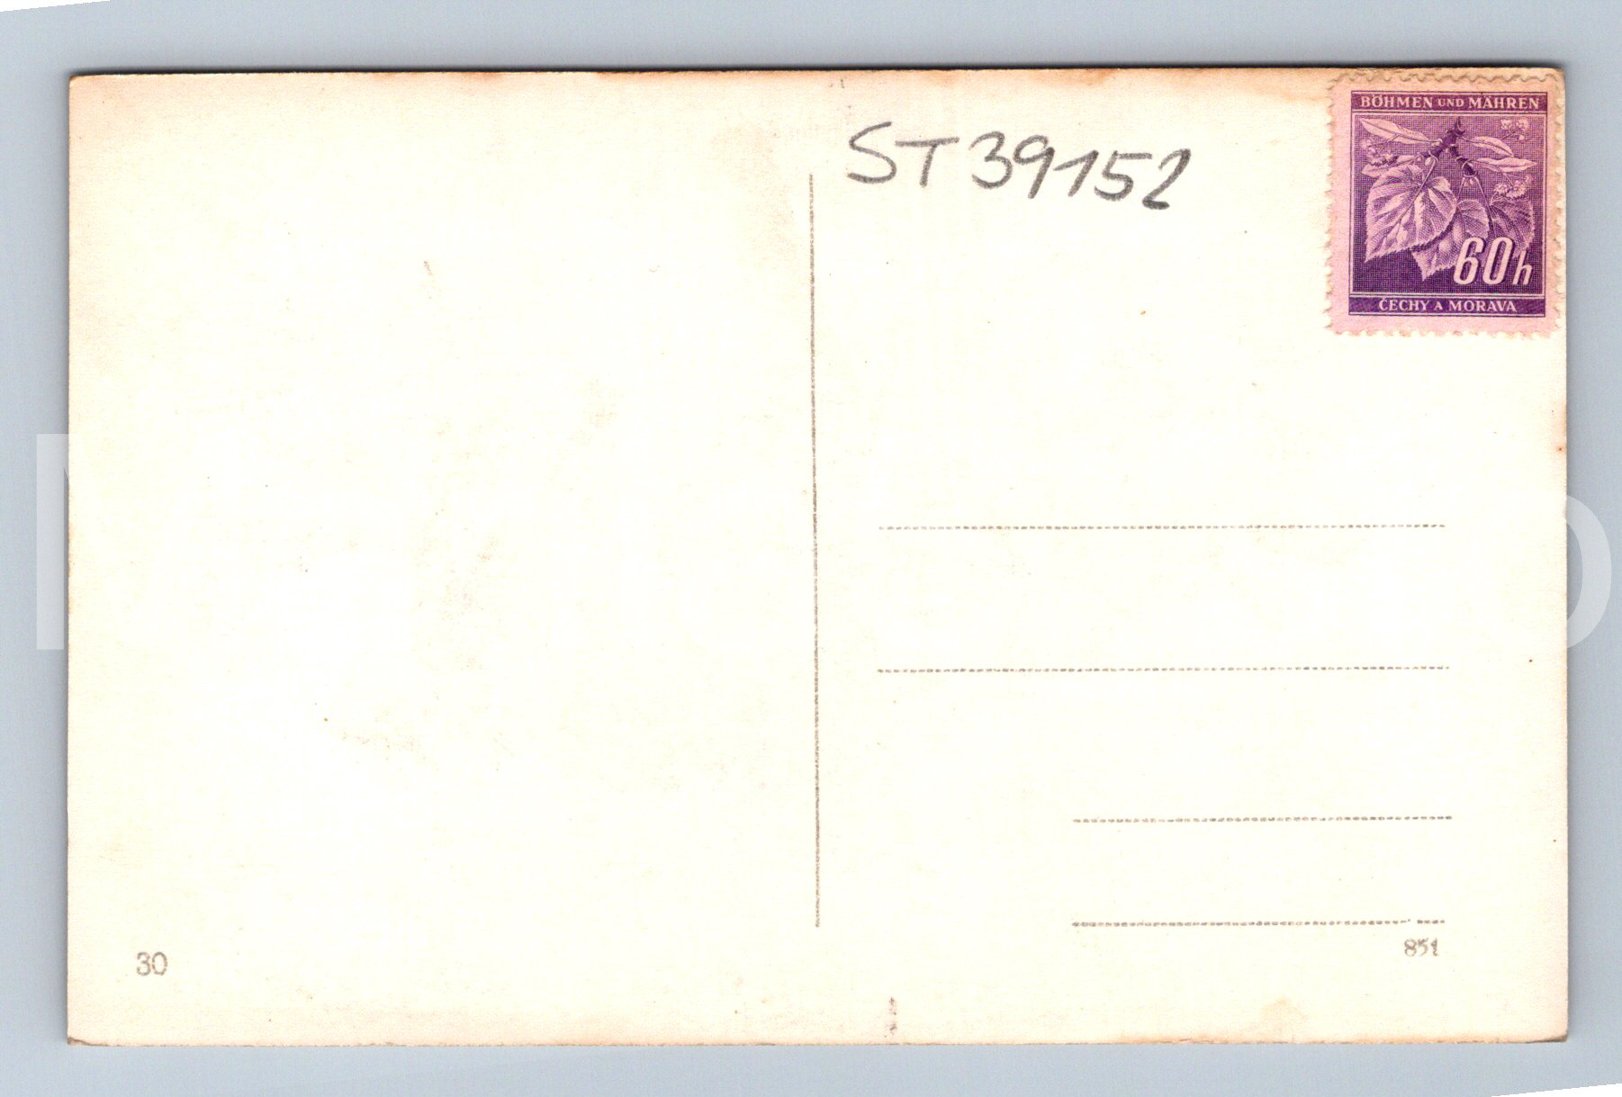 ST39152
BÖHMEN UND MÄHREN
60h
ČECHY A MORAVA
30
851